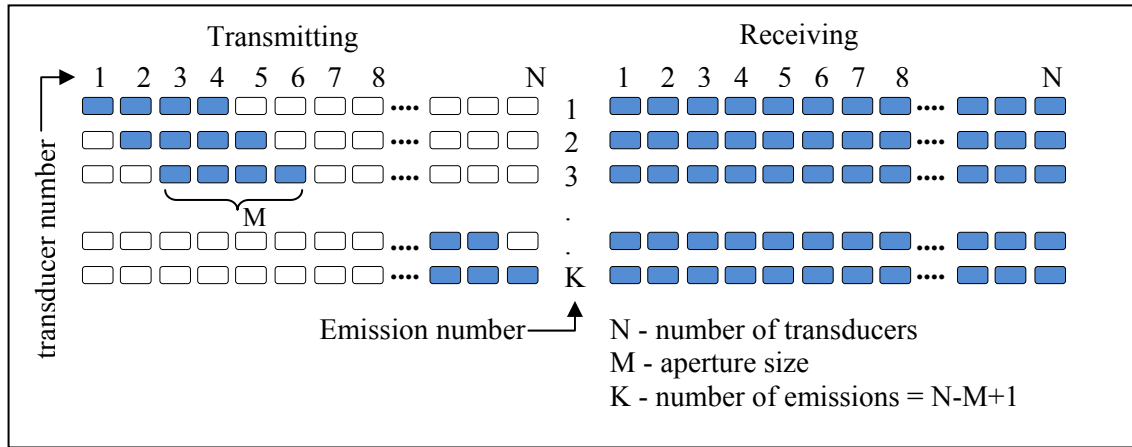 Transmitting
Receiving
1 2 3 4 5 6 7 8 N
1 2 3 4 5 6 7 8 N
transducer number
....
1
....
....
2
....
....
3
....
M
.
....
....
.
....
K
....
Emission number
N - number of transducers
M - aperture size
K - number of emissions = N-M+1